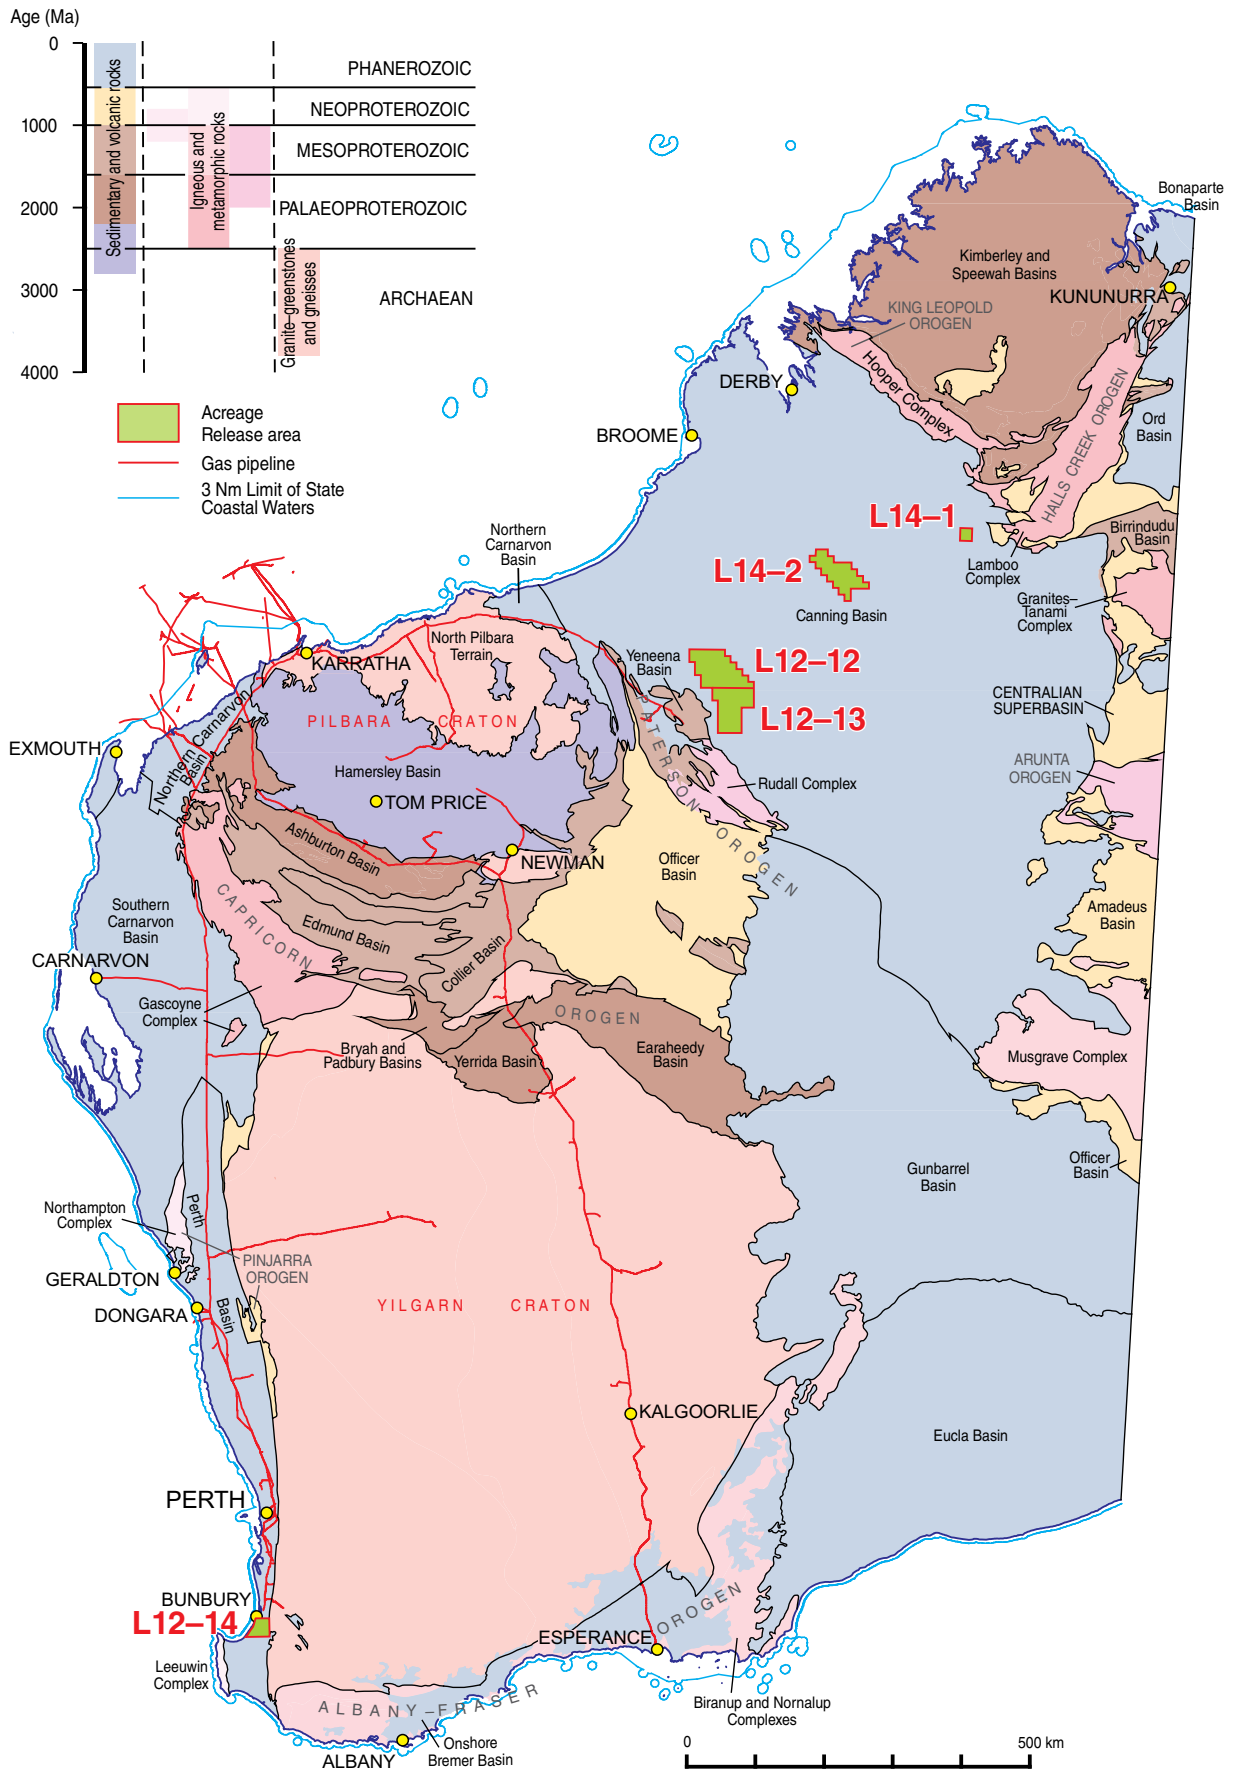 Age (Ma)
0
1000
2000
3000
4000
Sedimentary and volcanic rocks
Igneous and
metamorphic rocks
Granite–greenstones
and gneisses
PHANEROZOIC
NEOPROTEROZOIC
MESOPROTEROZOIC
PALAEOPROTEROZOIC
ARCHAEAN
Acreage
Release area
Gas pipeline
3 Nm Limit of State
Coastal Waters
Bonaparte
Basin
Kimberley and
Speewah Basins
KUNUNURRA
KING LEOPOLD
OROGEN
Hooper Complex
DERBY
HALLS CREEK OROGEN
Ord
Basin
BROOME
L14–1
Birrindudu
Basin
Northern
Carnarvon
Basin
L14–2
Lamboo
Complex
Canning Basin
Granites–
Tanami
Complex
North Pilbara
Terrain
KARRATHA
Yeneena
Basin
L12–12
CENTRALIAN
SUPERBASIN
PILBARA CRATON
L12–13
PATERSON OROGEN
EXMOUTH
Northern Carnarvon
Basin
Hamersley Basin
TOM PRICE
Rudall Complex
ARUNTA
OROGEN
Ashburton Basin
NEWMAN
Officer
Basin
CAPRICORN
Southern
Carnarvon
Basin
Edmund Basin
Collier Basin
Amadeus
Basin
CARNARVON
Gascoyne
Complex
OROGEN
Bryah and
Padbury Basins
Yerrida Basin
Earaheedy
Basin
Musgrave Complex
Officer
Basin
Gunbarrel
Basin
Northampton
Complex
Perth
Basin
PINJARRA
OROGEN
GERALDTON
DONGARA
YILGARN CRATON
KALGOORLIE
Eucla Basin
PERTH
BUNBURY
L12–14
ESPERANCE
Leeuwin
Complex
ALBANY–FRASER
OROGEN
Biranup and Nornalup
Complexes
Onshore
Bremer Basin
ALBANY
0
500 km